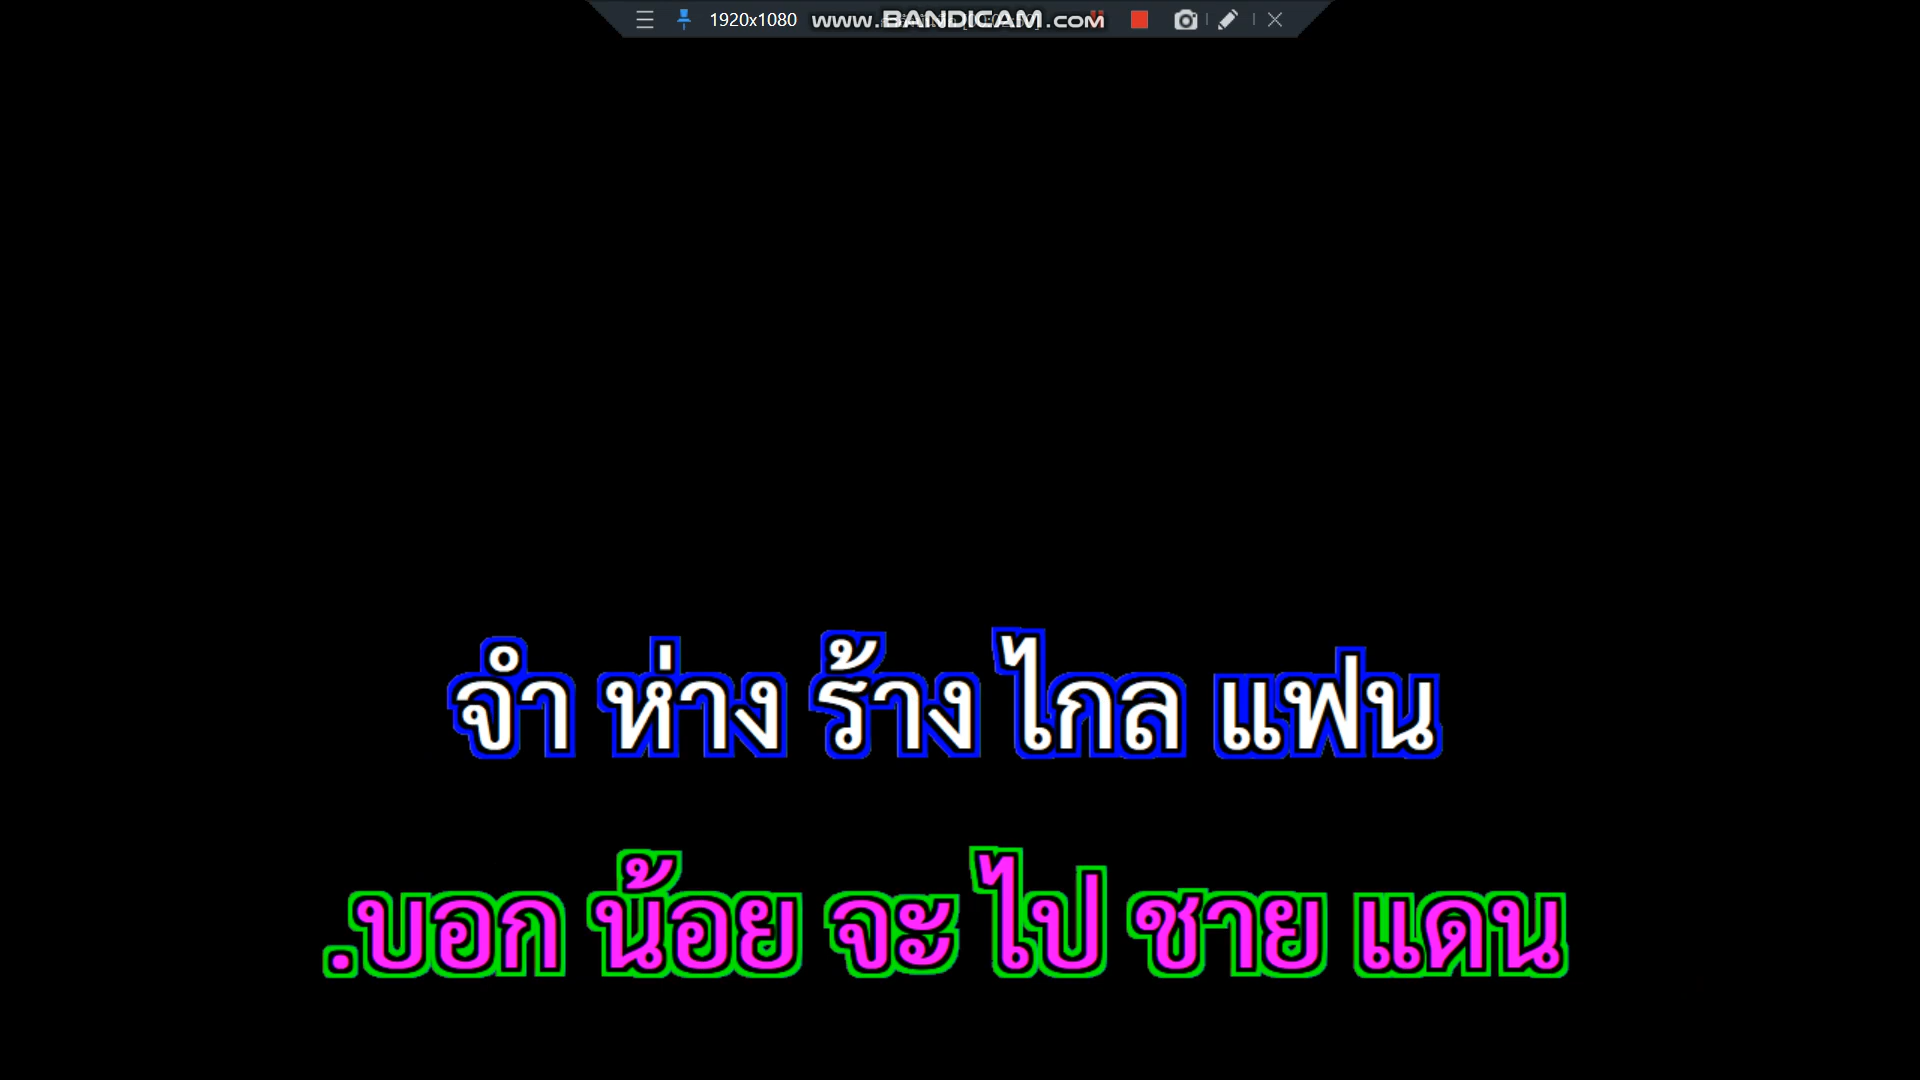 1920x1080 www.BANDICAM.com
จำ ห่าง ร้าง ไกล แฟน
.บอก น้อย จะ ไป ชาย แดน